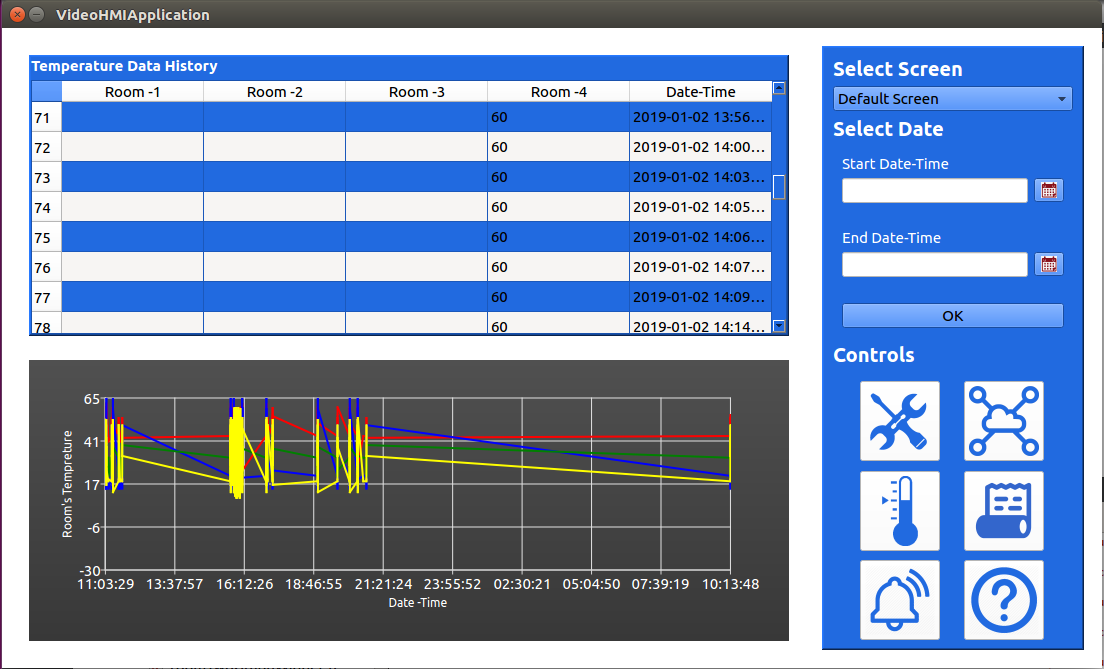 VideoHMIApplication
Temperature Data History
Room -1 Room -2 Room -3 Room -4 Date-Time
71 60 2019-01-02 13:56...
72 60 2019-01-02 14:00...
73 60 2019-01-02 14:03...
74 60 2019-01-02 14:05...
75 60 2019-01-02 14:06...
76 60 2019-01-02 14:07...
77 60 2019-01-02 14:09...
78 60 2019-01-02 14:14...
65
41
17
-6
-30
Room's Tempreture
11:03:29 13:37:57 16:12:26 18:46:55 21:21:24 23:55:52 02:30:21 05:04:50 07:39:19 10:13:48
Date -Time
Select Screen
Default Screen
Select Date
Start Date-Time
End Date-Time
OK
Controls